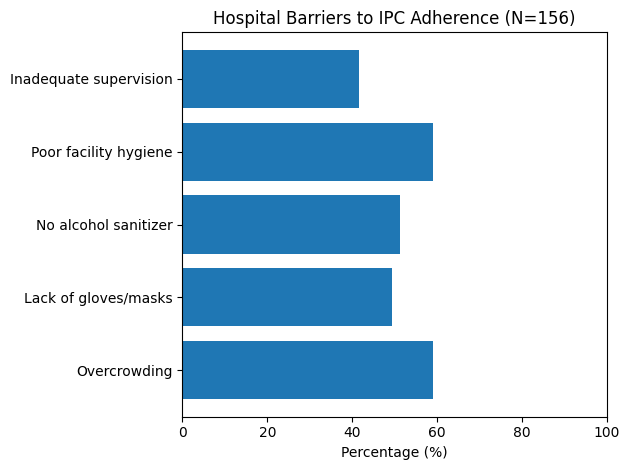 Hospital Barriers to IPC Adherence (N=156)
Inadequate supervision
Poor facility hygiene
No alcohol sanitizer
Lack of gloves/masks
Overcrowding
0 20 40 60 80 100
Percentage (%)